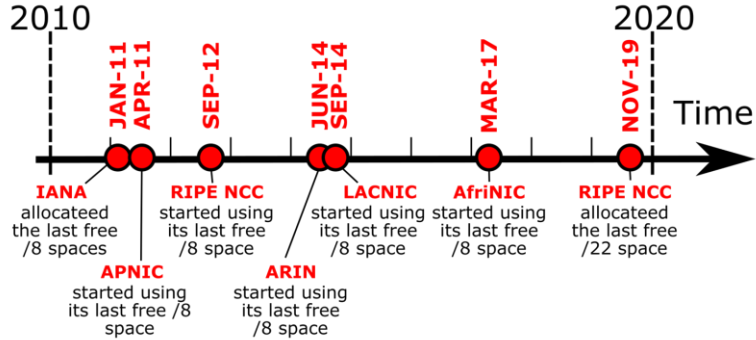 2010
2020
JAN-11
APR-11
SEP-12
JUN-14
SEP-14
MAR-17
NOV-19
Time
IANA
allocateed
the last free
/8 spaces
RIPE NCC
started using
its last free
/8 space
LACNIC
started using
its last free
/8 space
AfriNIC
started using
its last free
/8 space
RIPE NCC
allocateed
the last free
/22 space
APNIC
started using
its last free /8
space
ARIN
started using
its last free
/8 space